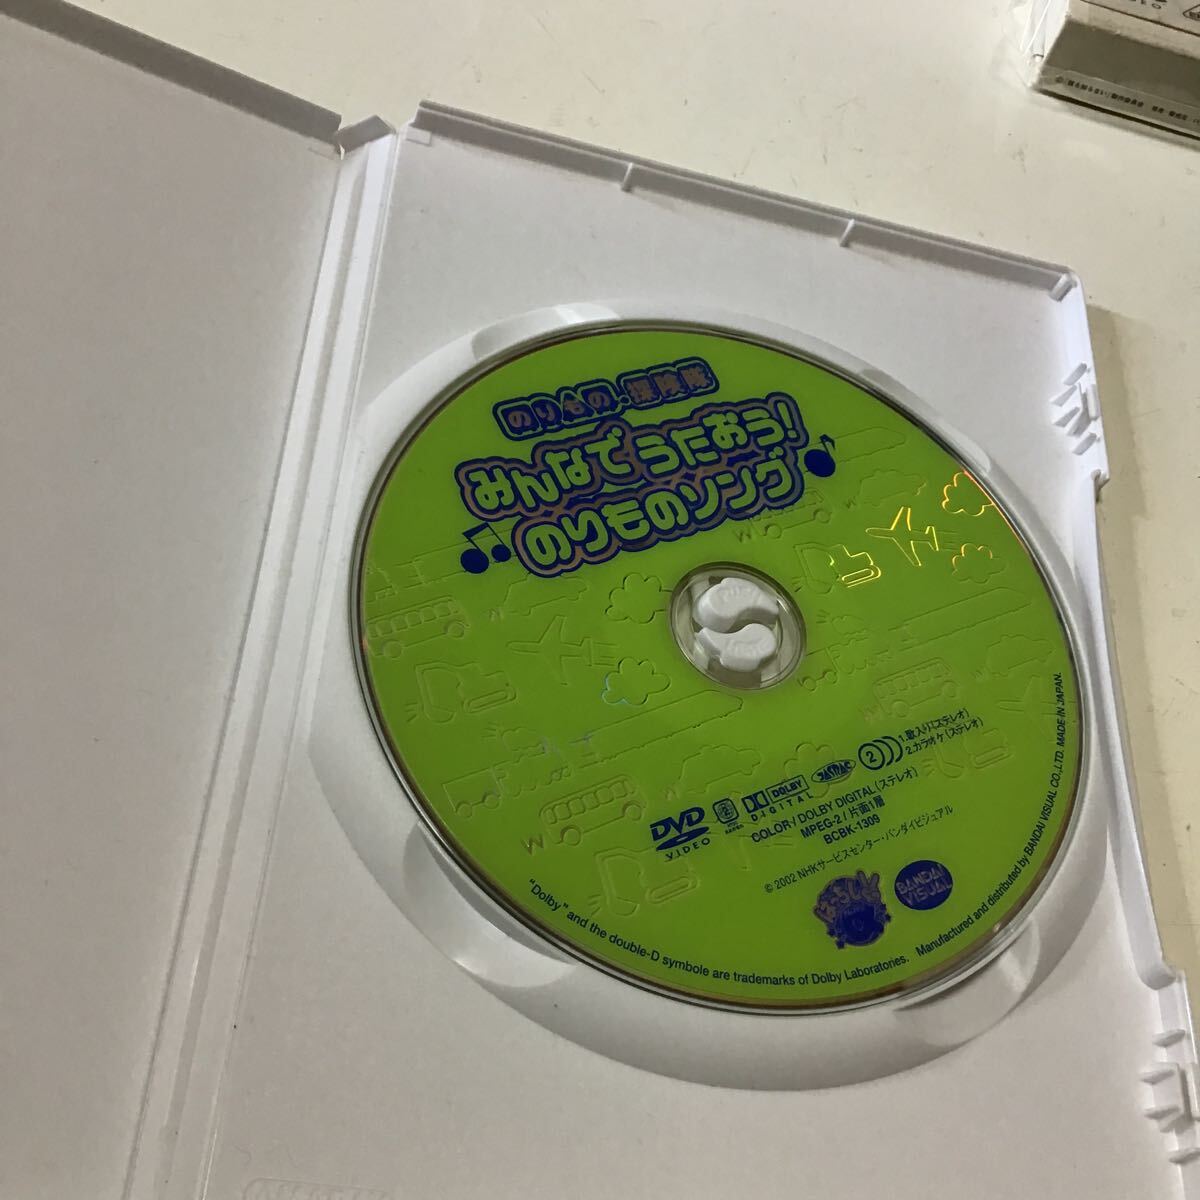 のりもの探険隊
みんなでうたおう!
のりものソング
PUSH
1.歌入り(ステレオ)
2.カラオケ(ステレオ)
2
DVD
VIDEO
2
DOLBY
DIGITAL
JASRAC
COLOR / DOLBY DIGITAL(ステレオ)
MPEG-2 / 片面1層
BCBK-1309
© 2002 NHKサービスセンター・バンダイビジュアル
BANDAI
VISUAL
"Dolby" and the double-D symbole are trademarks of Dolby Laboratories. Manufactured and distributed by BANDAI VISUAL CO.,LTD. MADE IN JAPAN.